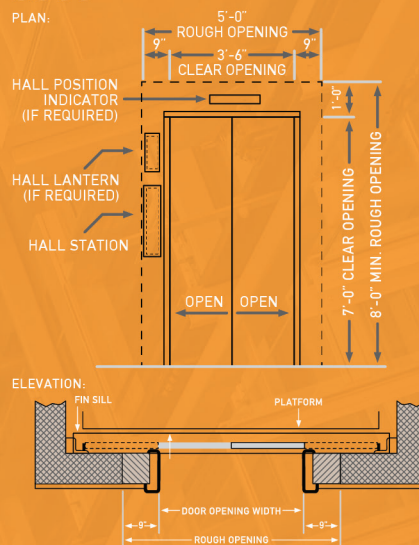 PLAN:
5'-0"
ROUGH OPENING
9"
9"
3'-6"
CLEAR OPENING
HALL POSITION
INDICATOR
(IF REQUIRED)
1'-0"
HALL LANTERN
(IF REQUIRED)
HALL STATION
7'-0" CLEAR OPENING
8'-0" MIN. ROUGH OPENING
OPEN
OPEN
ELEVATION:
FIN SILL
PLATFORM
9"
DOOR OPENING WIDTH
9"
ROUGH OPENING